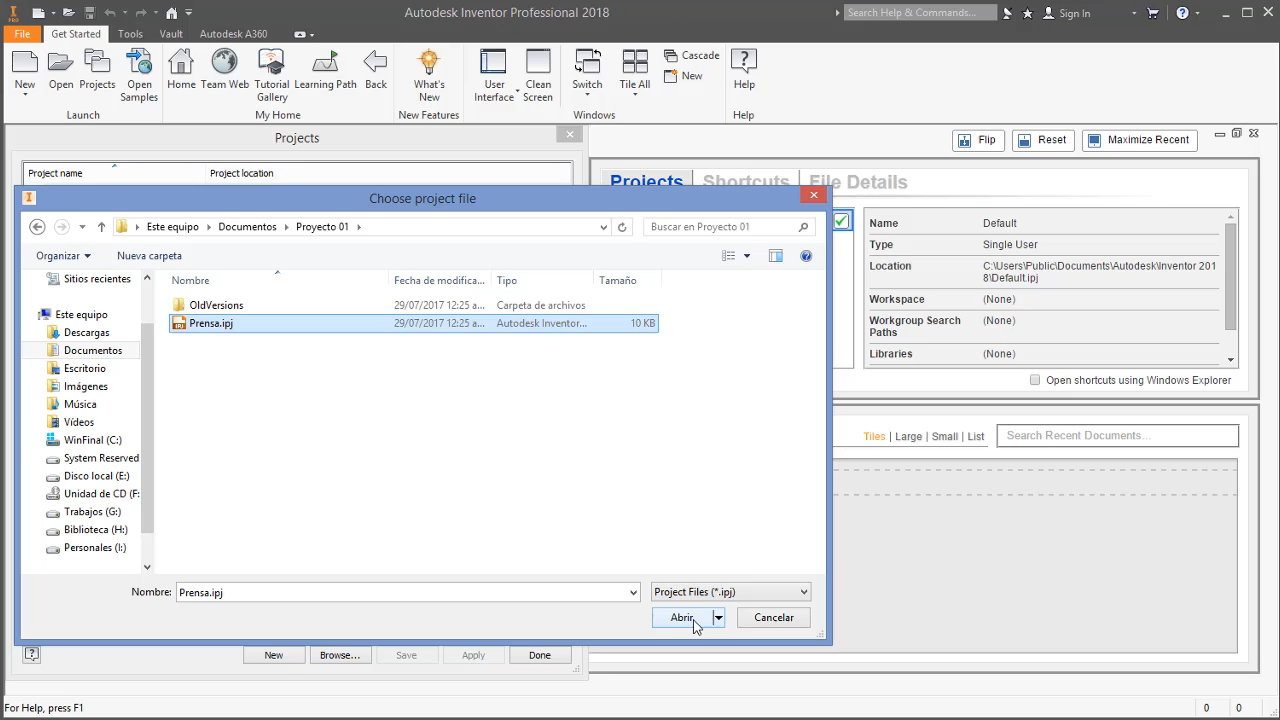 PRO
Autodesk Inventor Professional 2018
Search Help & Commands...
Sign In
File
Get Started
Tools
Vault
Autodesk A360
New
Open
Projects
Open Samples
Home
Team Web
Tutorial Gallery
Learning Path
Back
What's New
User Interface
Clean Screen
Switch
Tile All
Cascade
New
Help
Launch
My Home
New Features
Windows
Help
Projects
Project name
Project location
Flip
Reset
Maximize Recent
Projects
Shortcuts
File Details
Choose project file
Este equipo
Documentos
Proyecto 01
Buscar en Proyecto 01
Organizar
Nueva carpeta
Nombre
Fecha de modifica...
Tipo
Tamaño
OldVersions
29/07/2017 12:25 a...
Carpeta de archivos
Prensa.ipj
29/07/2017 12:25 a...
Autodesk Inventor...
10 KB
Sitios recientes
Este equipo
Descargas
Documentos
Escritorio
Imágenes
Música
Vídeos
WinFinal (C:)
System Reserved
Disco local (E:)
Unidad de CD (F:
Trabajos (G:)
Biblioteca (H:)
Personales (I:)
Nombre:
Prensa.ipj
Project Files (*.ipj)
Abrir
Cancelar
Name
Default
Type
Single User
Location
C:\Users\Public\Documents\Autodesk\Inventor 201
8\Default.ipj
Workspace
(None)
Workgroup Search
Paths
(None)
Libraries
(None)
Open shortcuts using Windows Explorer
Tiles | Large | Small | List
Search Recent Documents...
New
Browse...
Save
Apply
Done
For Help, press F1
0
0